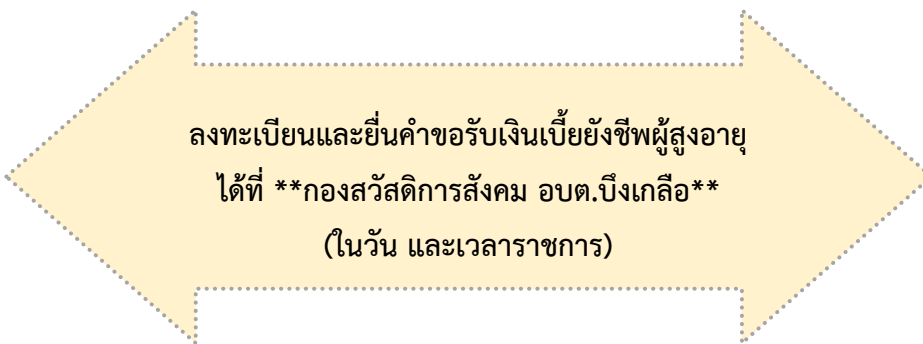 ลงทะเบียนและยื่นคำขอรับเงินเบี้ยยังชีพผู้สูงอายุ
ได้ที่ **กองสวัสดิการสังคม อบต.บึงเกลือ**
(ในวัน และเวลาราชการ)